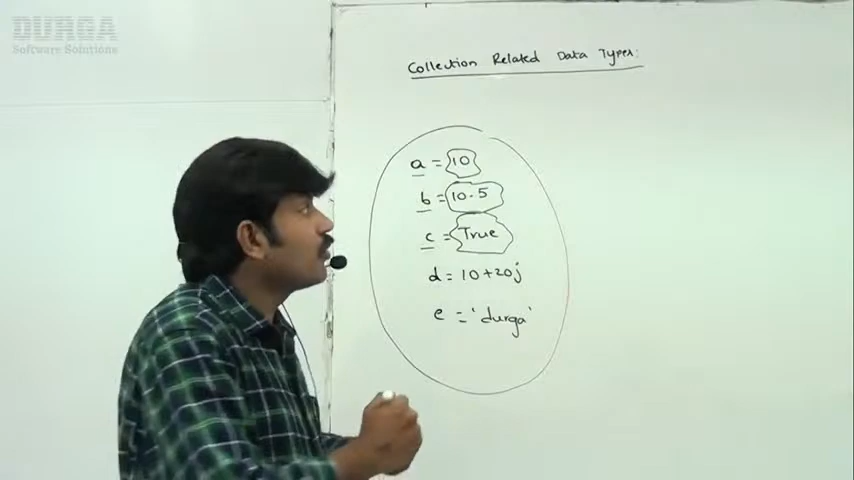 DURGA
Software Solutions
Collection Related Data Types:
a = 10
b = 10.5
c = True
d = 10+20j
e = 'durga'